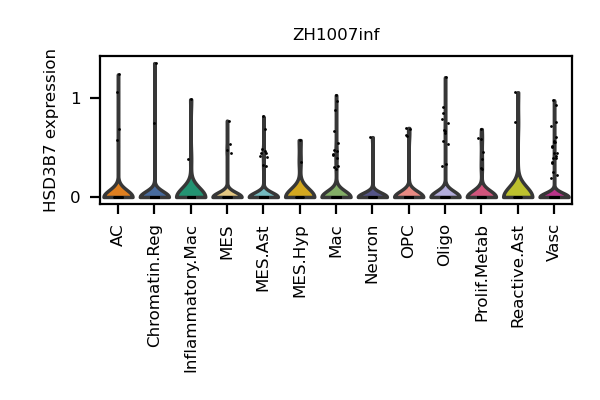 ZH1007inf
HSD3B7 expression
1
0
AC
Chromatin.Reg
Inflammatory.Mac
MES
MES.Ast
MES.Hyp
Mac
Neuron
OPC
Oligo
Prolif.Metab
Reactive.Ast
Vasc